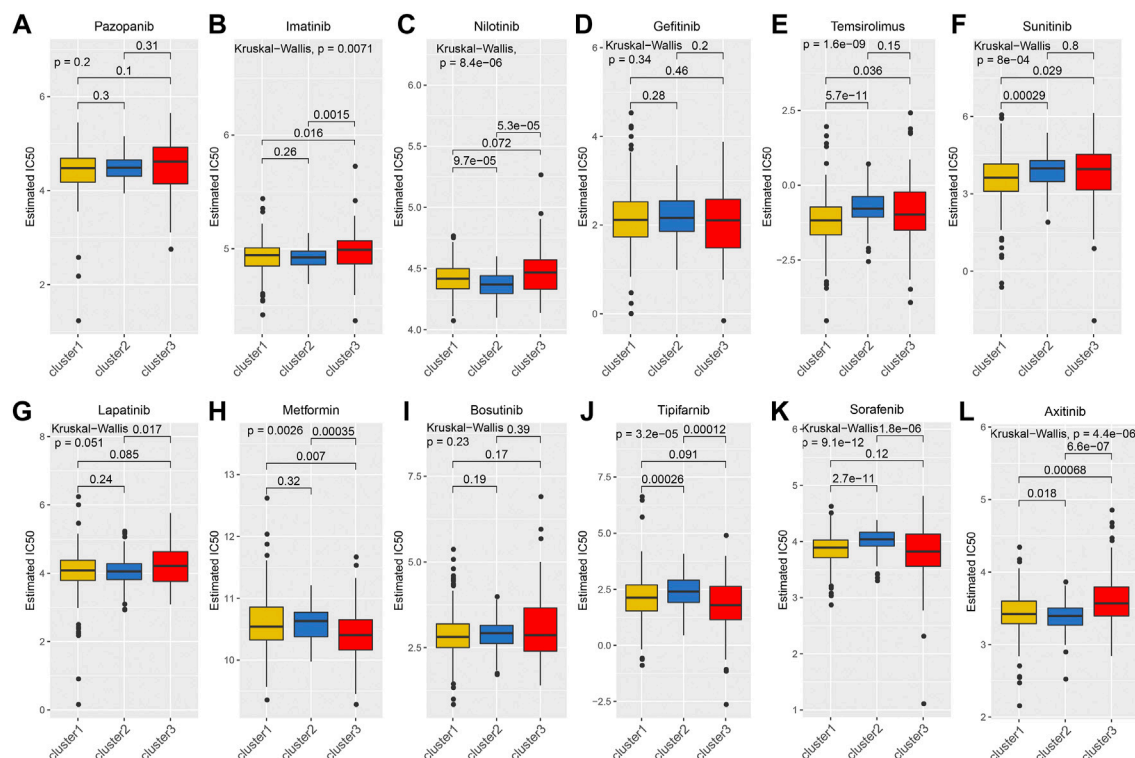 A
Pazopanib
p = 0.2
0.31
0.1
0.3
Estimated IC50
6
4
2
cluster1
cluster2
cluster3
B
Imatinib
Kruskal−Wallis, p = 0.0071
0.0015
0.016
0.26
Estimated IC50
6
5
cluster1
cluster2
cluster3
C
Nilotinib
Kruskal−Wallis,
p = 8.4e−06
5.3e−05
0.072
9.7e−05
Estimated IC50
6.0
5.5
5.0
4.5
4.0
cluster1
cluster2
cluster3
D
Gefitinib
Kruskal−Wallis
p = 0.34
0.2
0.46
0.28
Estimated IC50
6
4
2
0
cluster1
cluster2
cluster3
E
Temsirolimus
p = 1.6e−09
0.15
0.036
5.7e−11
Estimated IC50
2.5
−0.0
−2.5
cluster1
cluster2
cluster3
F
Sunitinib
Kruskal−Wallis
p = 8e−04
0.8
0.029
0.00029
Estimated IC50
6
3
0
cluster1
cluster2
cluster3
G
Lapatinib
Kruskal−Wallis
p = 0.051
0.017
0.085
0.24
Estimated IC50
8
6
4
2
0
cluster1
cluster2
cluster3
H
Metformin
p = 0.0026
0.00035
0.007
0.32
Estimated IC50
13
12
11
10
cluster1
cluster2
cluster3
I
Bosutinib
Kruskal−Wallis
p = 0.23
0.39
0.17
0.19
Estimated IC50
7.5
5.0
2.5
cluster1
cluster2
cluster3
J
Tipifarnib
p = 3.2e−05
0.00012
0.091
0.00026
Estimated IC50
7.5
5.0
2.5
0.0
−2.5
cluster1
cluster2
cluster3
K
Sorafenib
Kruskal−Wallis
p = 9.1e−12
1.8e−06
0.12
2.7e−11
Estimated IC50
6
5
4
3
2
1
cluster1
cluster2
cluster3
L
Axitinib
Kruskal−Wallis, p = 4.4e−06
6.6e−07
0.00068
0.018
Estimated IC50
6
5
4
3
2
cluster1
cluster2
cluster3